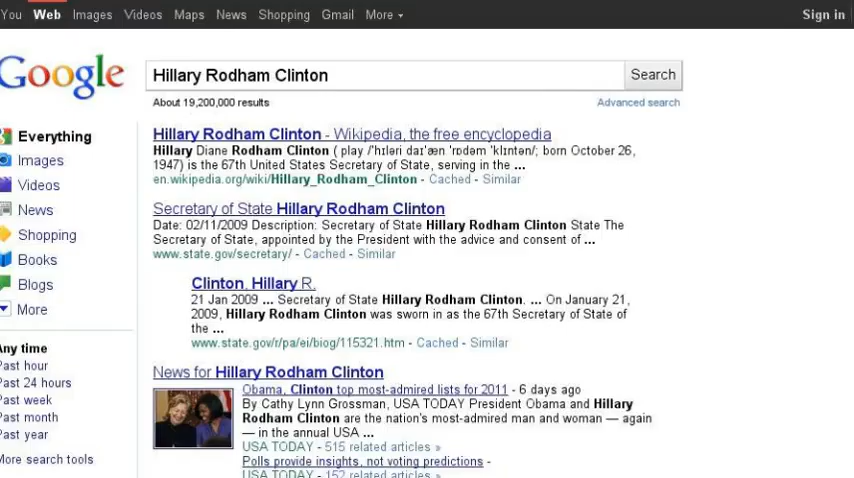 You Web Images Videos Maps News Shopping Gmail More Sign in
Google
Hillary Rodham Clinton Search
About 19,200,000 results Advanced search
Everything
Images
Videos
News
Shopping
Books
Blogs
More
Any time
Past hour
Past 24 hours
Past week
Past month
Past year
More search tools
Hillary Rodham Clinton - Wikipedia, the free encyclopedia
Hillary Diane Rodham Clinton ( play /ˈhɪləri daɪˈæn ˈrɒdəm ˈklɪntən/; born October 26,
1947) is the 67th United States Secretary of State, serving in the ...
en.wikipedia.org/wiki/Hillary_Rodham_Clinton - Cached - Similar
Secretary of State Hillary Rodham Clinton
Date: 02/11/2009 Description: Secretary of State Hillary Rodham Clinton State The
Secretary of State, appointed by the President with the advice and consent of ...
www.state.gov/secretary/ - Cached - Similar
Clinton, Hillary R.
21 Jan 2009 ... Secretary of State Hillary Rodham Clinton. ... On January 21,
2009, Hillary Rodham Clinton was sworn in as the 67th Secretary of State of
the ...
www.state.gov/r/pa/ei/biog/115321.htm - Cached - Similar
News for Hillary Rodham Clinton
Obama, Clinton top most-admired lists for 2011 - 6 days ago
By Cathy Lynn Grossman, USA TODAY President Obama and Hillary
Rodham Clinton are the nation's most-admired man and woman — again
— in the annual USA ...
USA TODAY - 515 related articles »
Polls provide insights, not voting predictions -
USA TODAY - 152 related articles »